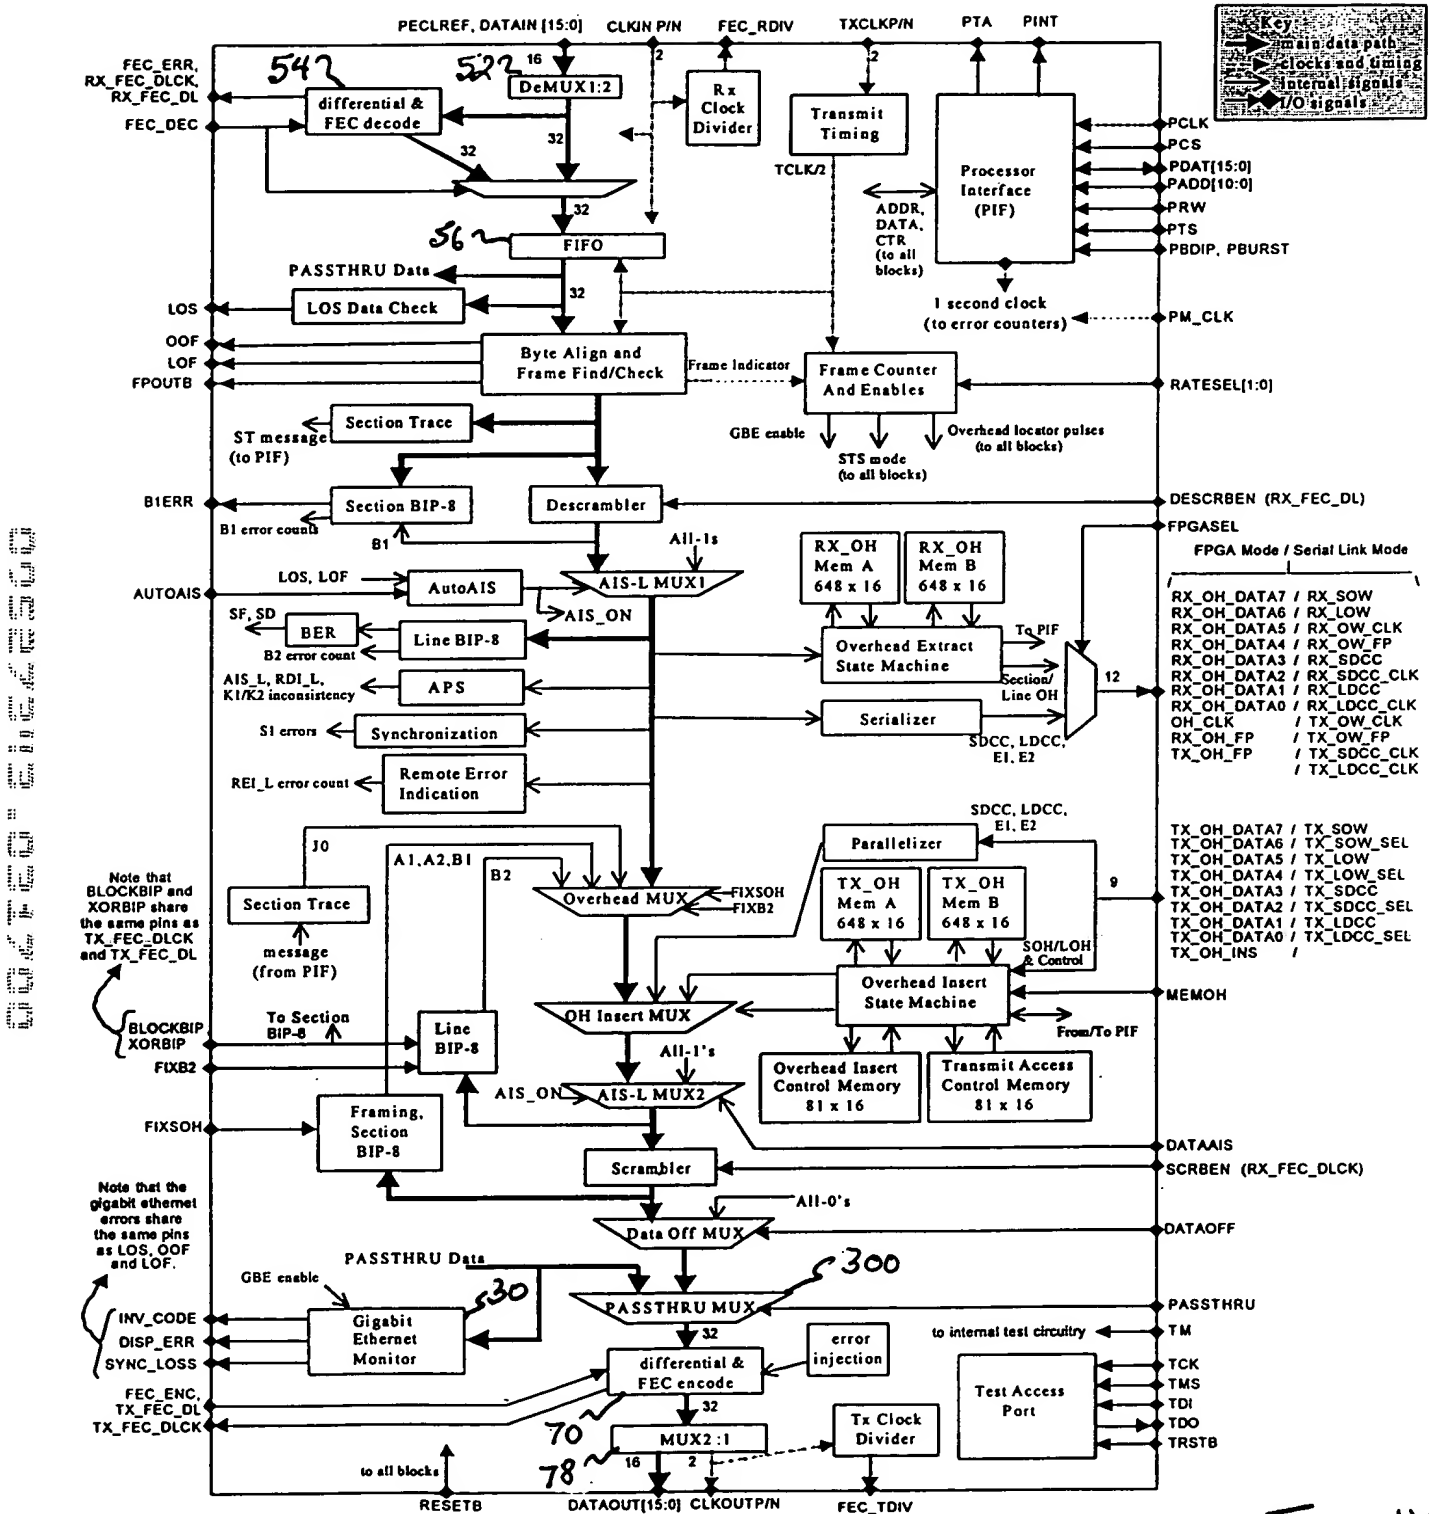 PECLREF, DATAIN [15:0]
CLKIN P/N
FEC_RDIV
TXCLKP/N
PTA
PINT
Key
main data path
clocks and timing
internal signals
I/O signals
FEC_ERR,
RX_FEC_DLCK,
RX_FEC_DL
FEC_DEC
54
differential &
FEC decode
52
16
DeMUX1:2
2
Rx
Clock
Divider
2
Transmit
Timing
TCLK/2
32
32
32
Processor
Interface
(PIF)
ADDR,
DATA,
CTR
(to all
blocks)
PCLK
PCS
PDAT[15:0]
PADD[10:0]
PRW
PTS
PBDIP, PBURST
56
FIFO
PASSTHRU Data
32
LOS Data Check
LOS
1 second clock
(to error counters)
PM_CLK
OOF
LOF
FPOUTB
Byte Align and
Frame Find/Check
Frame Indicator
Frame Counter
And Enables
RATESEL[1:0]
GBE enable
STS mode
(to all blocks)
Overhead locator pulses
(to all blocks)
Section Trace
ST message
(to PIF)
B1ERR
Section BIP-8
B1 error counts
B1
Descrambler
DESCRBEN (RX_FEC_DL)
FPGASEL
All-1s
RX_OH
Mem A
648 x 16
RX_OH
Mem B
648 x 16
FPGA Mode / Serial Link Mode
LOS, LOF
AUTOAIS
AutoAIS
AIS-L MUX1
AIS_ON
SF, SD
BER
Line BIP-8
B2 error count
Overhead Extract
State Machine
To PIF
Section/
Line OH
12
AIS_L, RDI_L,
K1/K2 inconsistency
APS
Serializer
SDCC, LDCC,
E1, E2
S1 errors
Synchronization
REI_L error count
Remote Error
Indication
RX_OH_DATA7 / RX_SOW
RX_OH_DATA6 / RX_LOW
RX_OH_DATA5 / RX_OW_CLK
RX_OH_DATA4 / RX_OW_FP
RX_OH_DATA3 / RX_SDCC
RX_OH_DATA2 / RX_SDCC_CLK
RX_OH_DATA1 / RX_LDCC
RX_OH_DATA0 / RX_LDCC_CLK
OH_CLK / TX_OW_CLK
RX_OH_FP / TX_OW_FP
TX_OH_FP / TX_SDCC_CLK
/ TX_LDCC_CLK
SDCC, LDCC,
E1, E2
Parallelizer
J0
A1, A2, B1
B2
9
TX_OH_DATA7 / TX_SOW
TX_OH_DATA6 / TX_SOW_SEL
TX_OH_DATA5 / TX_LOW
TX_OH_DATA4 / TX_LOW_SEL
TX_OH_DATA3 / TX_SDCC
TX_OH_DATA2 / TX_SDCC_SEL
TX_OH_DATA1 / TX_LDCC
TX_OH_DATA0 / TX_LDCC_SEL
TX_OH_INS /
Note that
BLOCKBIP and
XORBIP share
the same pins as
TX_FEC_DLCK
and TX_FEC_DL
Section Trace
message
(from PIF)
Overhead MUX
FIXSOH
FIXB2
TX_OH
Mem A
648 x 16
TX_OH
Mem B
648 x 16
SOH/LOH
& Control
Overhead Insert
State Machine
MEMOH
From/To PIF
OH Insert MUX
BLOCKBIP
XORBIP
To Section
BIP-8
Line
BIP-8
FIXB2
All-1's
AIS_ON
AIS-L MUX2
Overhead Insert
Control Memory
81 x 16
Transmit Access
Control Memory
81 x 16
FIXSOH
Framing,
Section
BIP-8
DATAAIS
Scrambler
SCRBEN (RX_FEC_DLCK)
Note that the
gigabit ethernet
errors share
the same pins
as LOS, OOF
and LOF.
All-0's
Data Off MUX
DATAOFF
PASSTHRU Data
300
GBE enable
530
PASSTHRU MUX
PASSTHRU
INV_CODE
DISP_ERR
SYNC_LOSS
Gigabit
Ethernet
Monitor
32
to internal test circuitry
TM
differential &
FEC encode
error
injection
FEC_ENC,
TX_FEC_DL
TX_FEC_DLCK
Test Access
Port
TCK
TMS
TDI
TDO
TRSTB
32
70
MUX2:1
78
16
2
Tx Clock
Divider
to all blocks
RESETB
DATAOUT[15:0]
CLKOUTP/N
FEC_TDIV